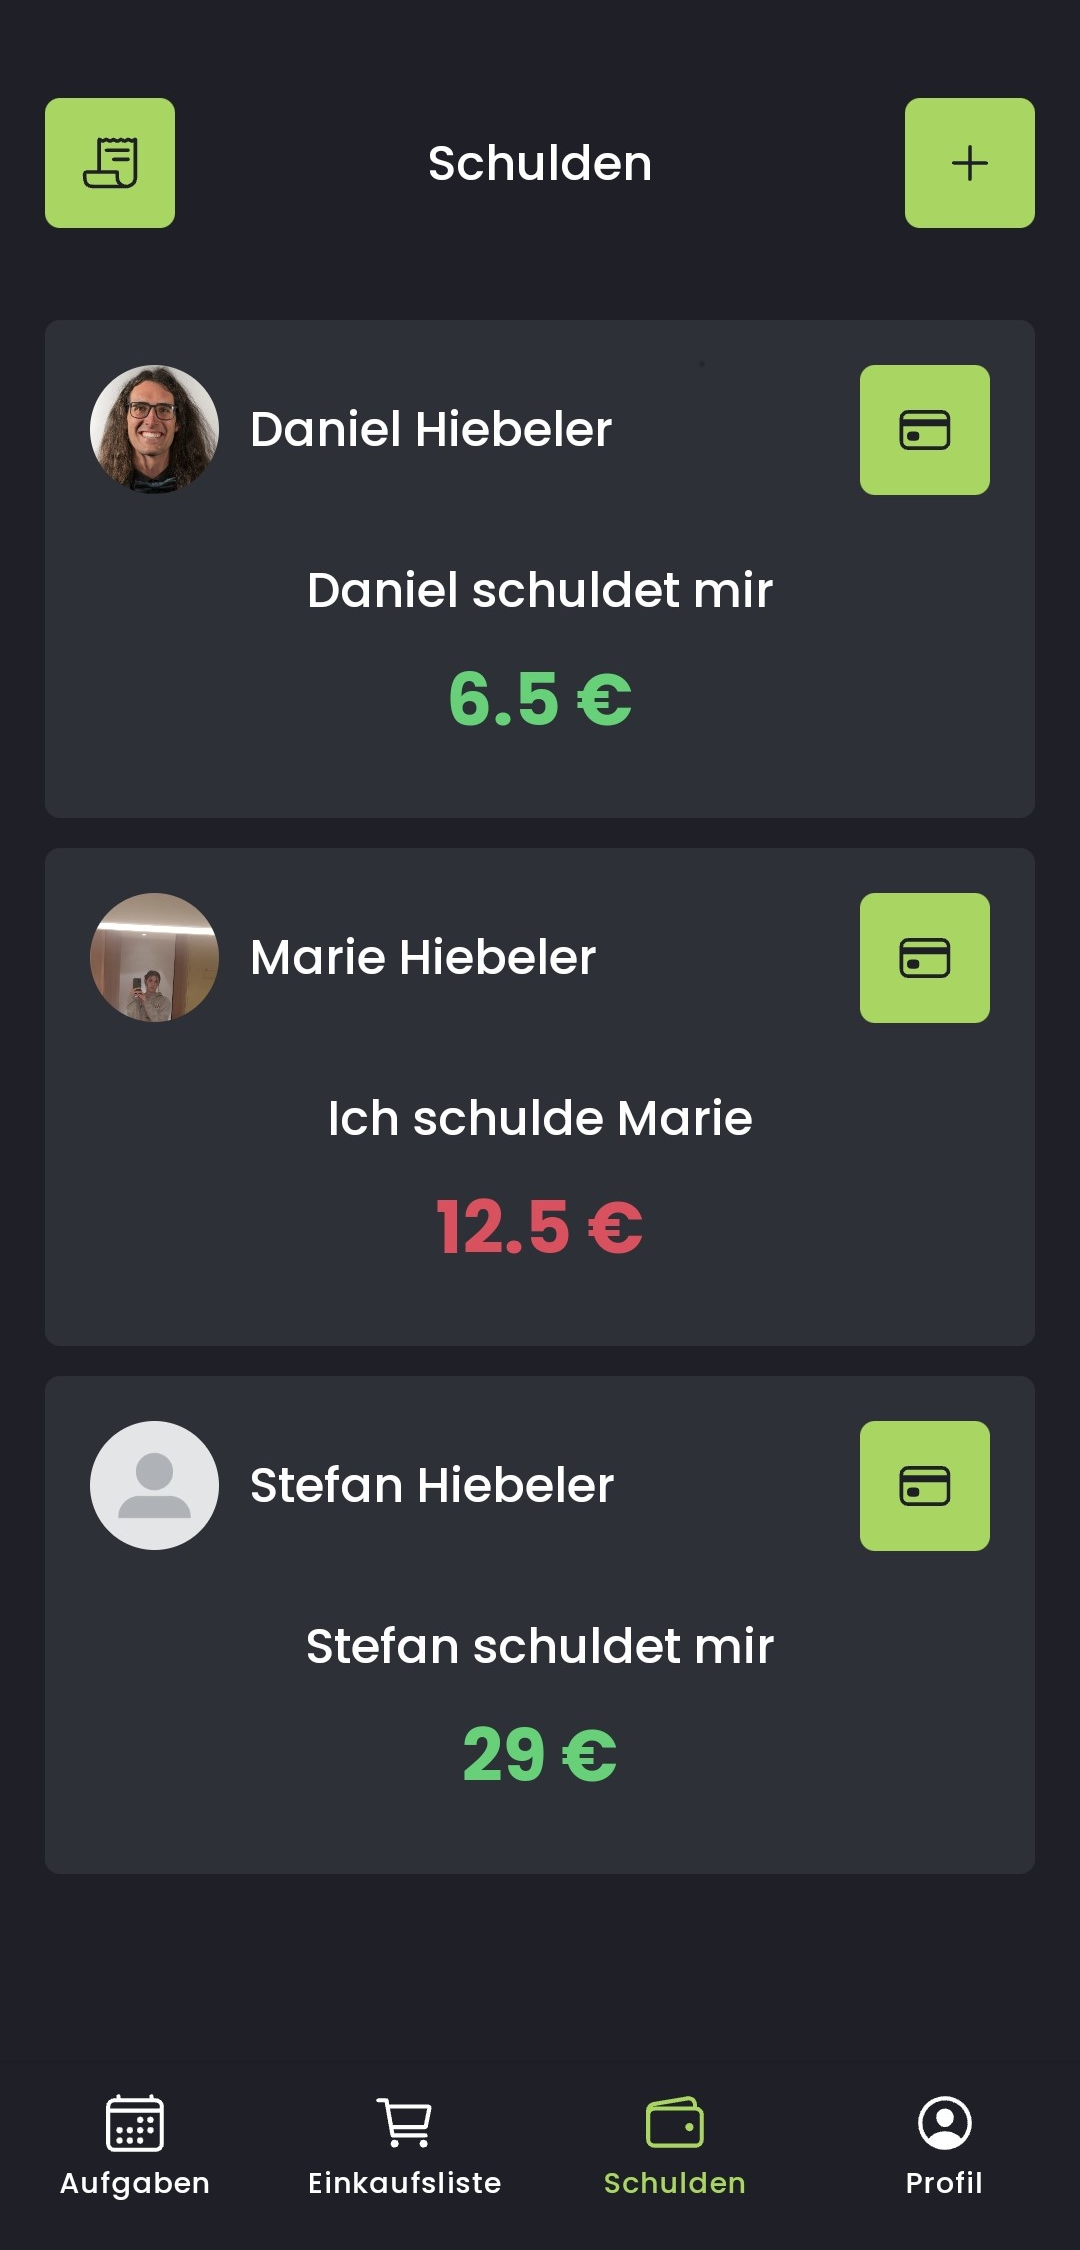 Schulden
Daniel Hiebeler
Daniel schuldet mir
6.5 €
Marie Hiebeler
Ich schulde Marie
12.5 €
Stefan Hiebeler
Stefan schuldet mir
29 €
Aufgaben
Einkaufsliste
Schulden
Profil